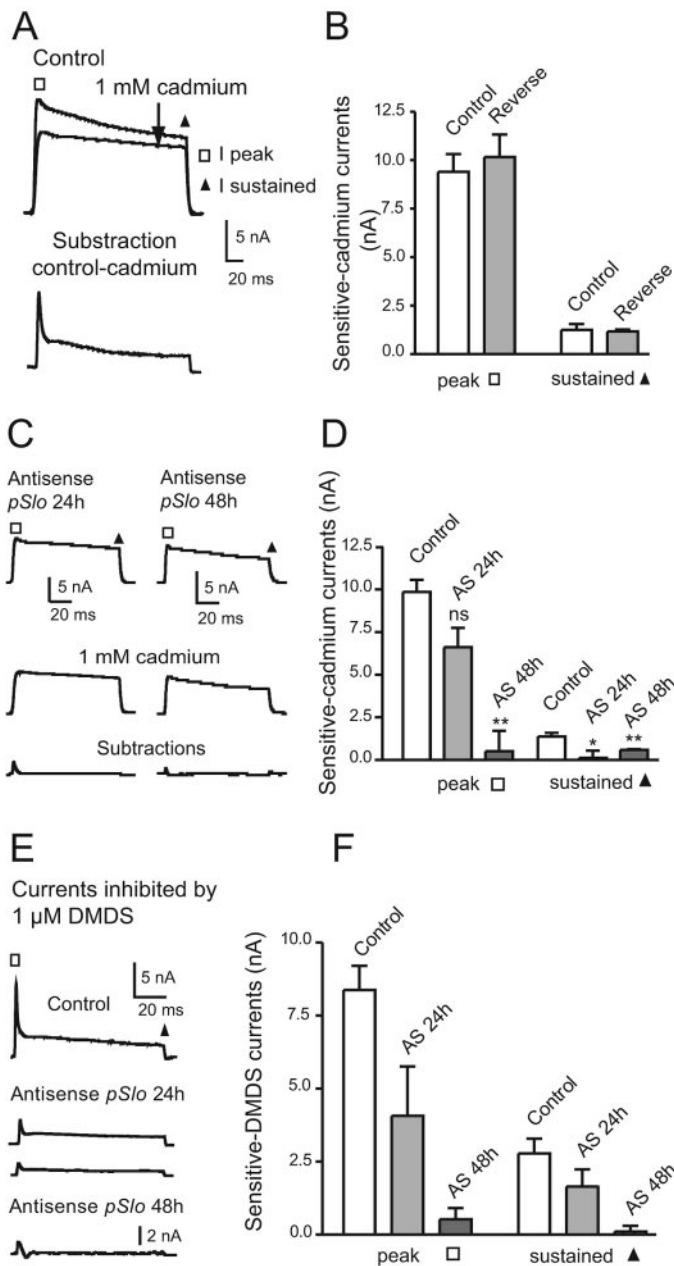 A
Control
1 mM cadmium
I peak
I sustained
5 nA
20 ms
Substraction
control-cadmium
B
Sensitive-cadmium currents
(nA)
12.5
10.0
7.5
5.0
2.5
0.0
Control
Reverse
Control
Reverse
peak
sustained
C
Antisense
pSlo 24h
Antisense
pSlo 48h
5 nA
20 ms
5 nA
20 ms
1 mM cadmium
Subtractions
D
Sensitive-cadmium currents (nA)
12.5
10.0
7.5
5.0
2.5
0.0
Control
AS 24h
ns
AS 48h
**
Control
AS 24h
*
AS 48h
**
peak
sustained
E
Currents inhibited by
1 µM DMDS
5 nA
20 ms
Control
Antisense pSlo 24h
Antisense pSlo 48h
2 nA
F
Sensitive-DMDS currents (nA)
10.0
7.5
5.0
2.5
0.0
Control
AS 24h
AS 48h
Control
AS 24h
AS 48h
peak
sustained